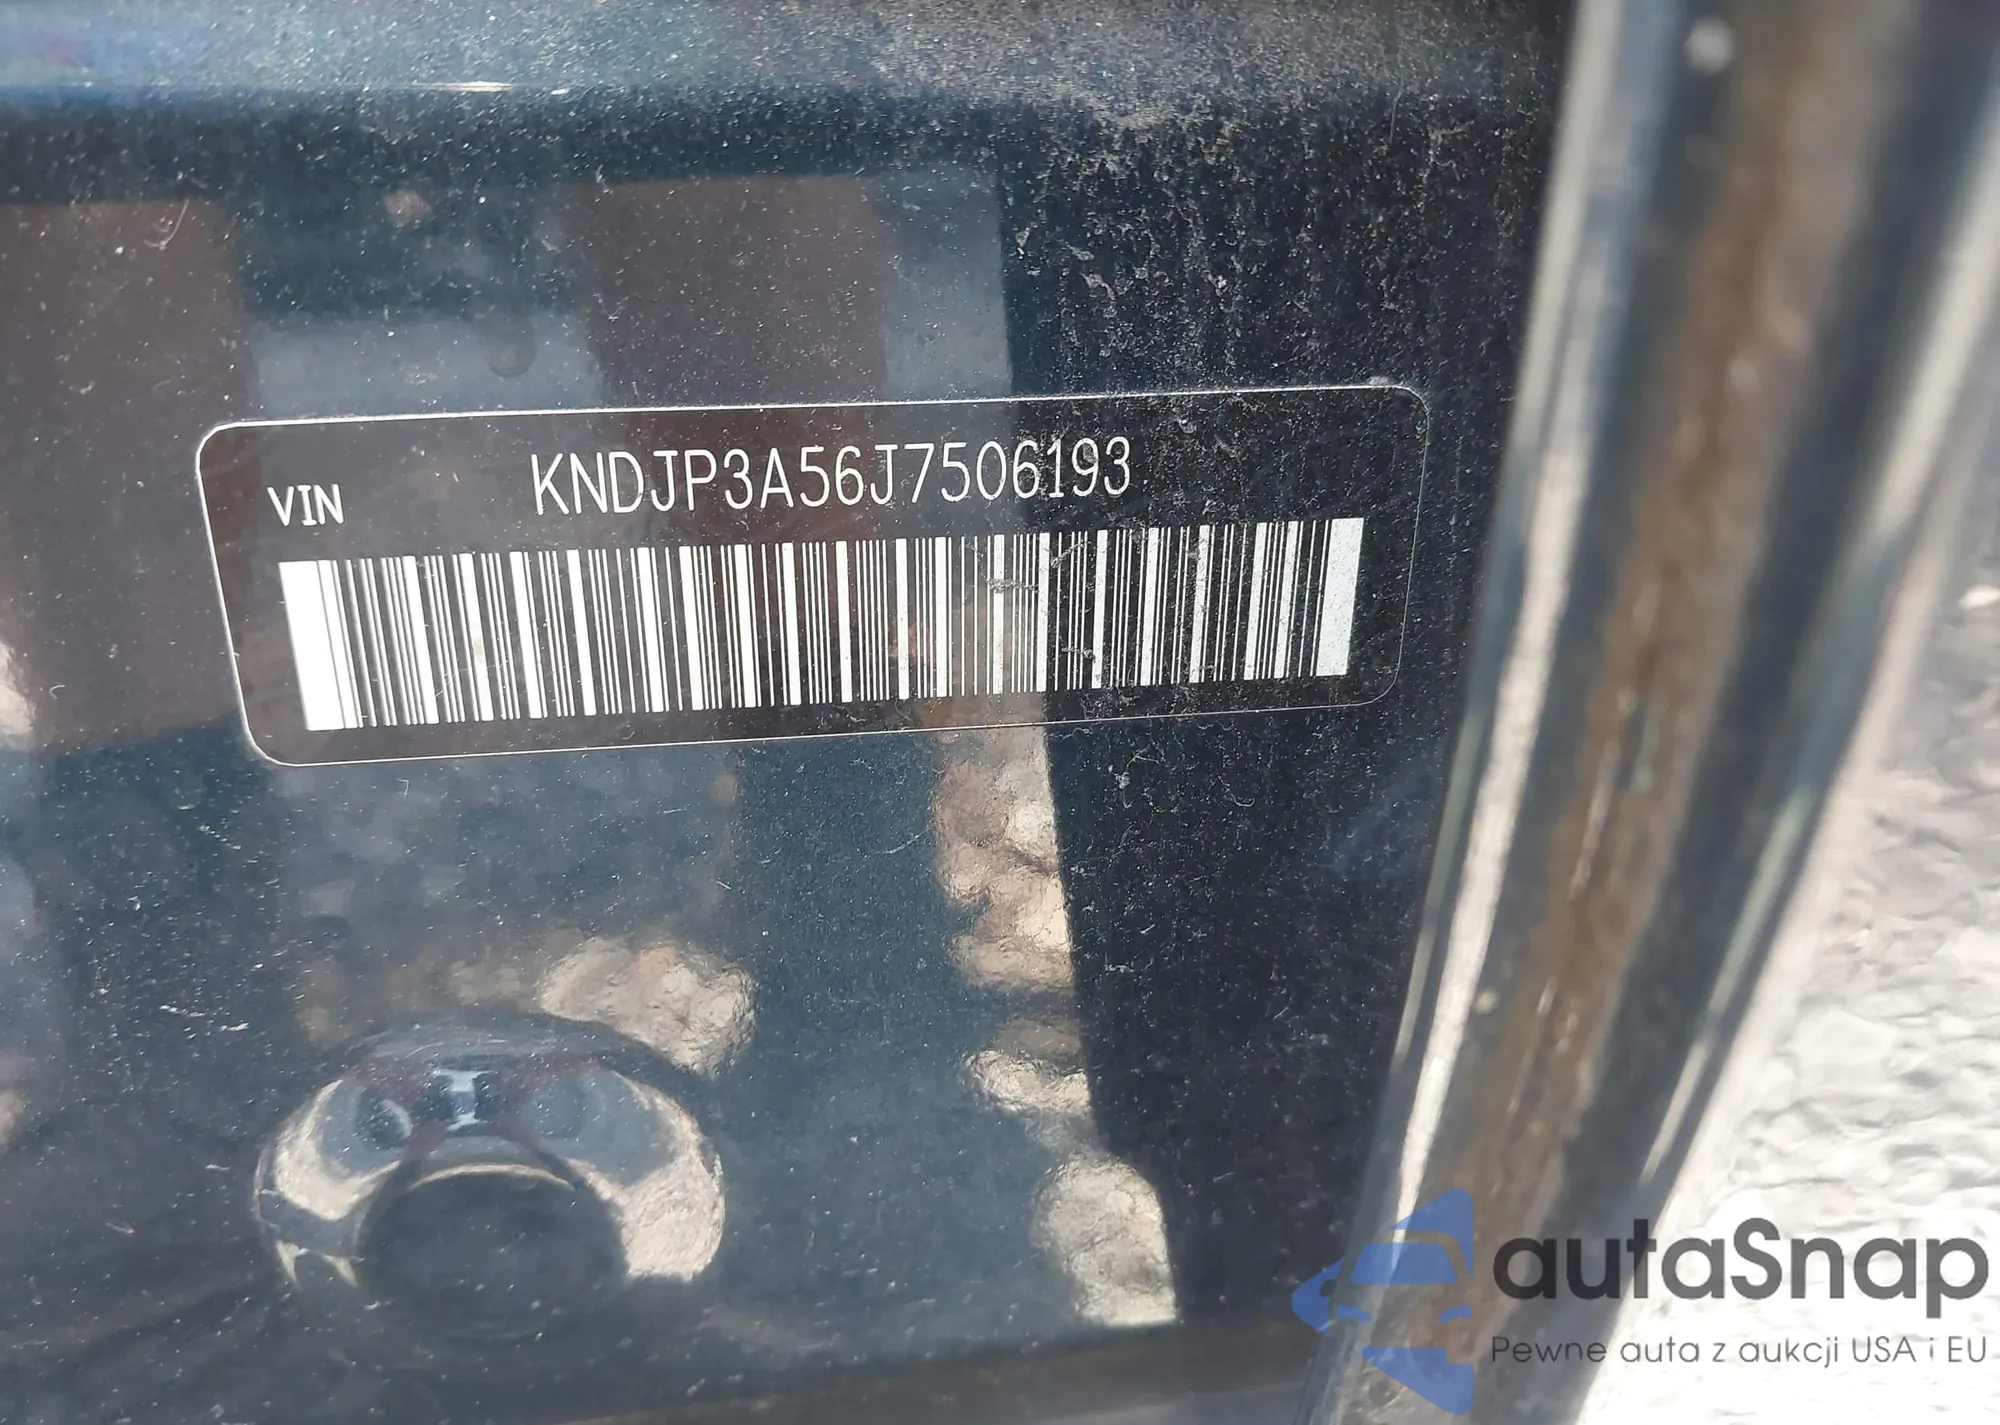 VIN KNDJP3A56J7506193
autaSnap
Pewne auta z aukcji USA i EU